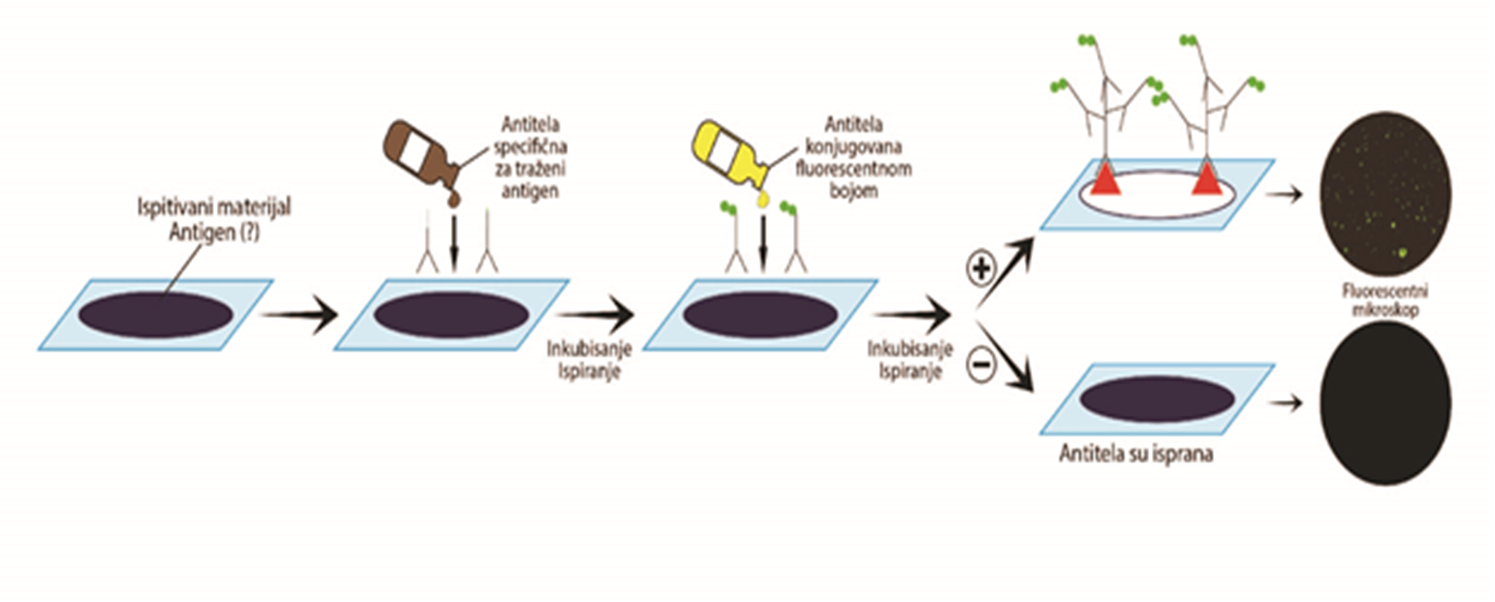 Ispitivani materijal
Antigen (?)
Antitela
specifična
za traženi
antigen
Inkubisanje
Ispiranje
Antitela
konjugovana
fluorescentnom
bojom
Inkubisanje
Ispiranje
+
−
Fluorescentni
mikroskop
Antitela su isprana